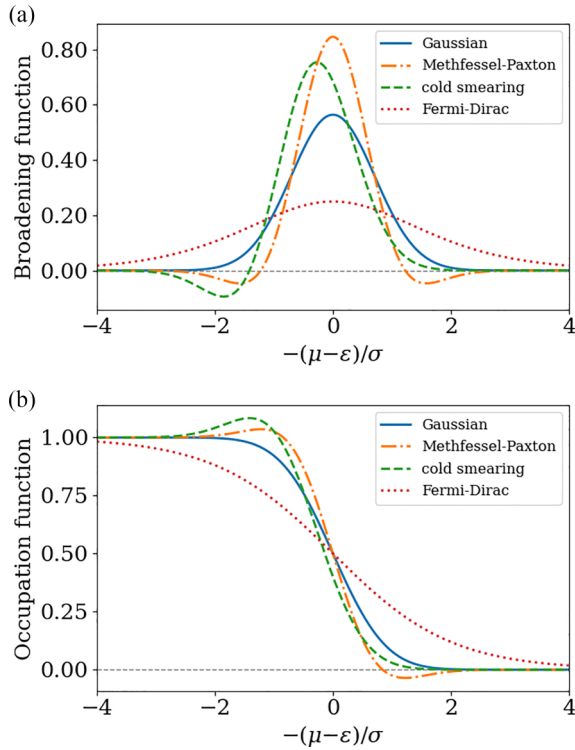 (a)
Broadening function
0.80
0.60
0.40
0.20
0.00
Gaussian
Methfessel-Paxton
cold smearing
Fermi-Dirac
−4
−2
0
2
4
−(μ−ε)/σ
(b)
Occupation function
1.00
0.75
0.50
0.25
0.00
Gaussian
Methfessel-Paxton
cold smearing
Fermi-Dirac
−4
−2
0
2
4
−(μ−ε)/σ